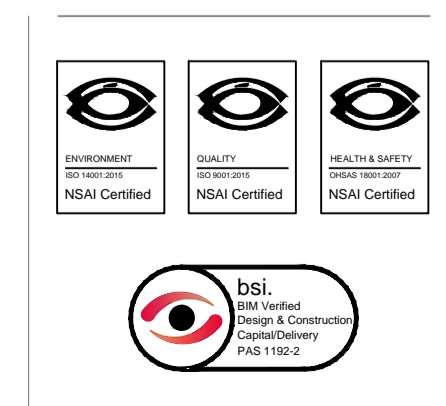 ENVIRONMENT
ISO 14001:2015
NSAI Certified
QUALITY
ISO 9001:2015
NSAI Certified
HEALTH & SAFETY
OHSAS 18001:2007
NSAI Certified
bsi.
BIM Verified
Design & Construction
Capital/Delivery
PAS 1192-2